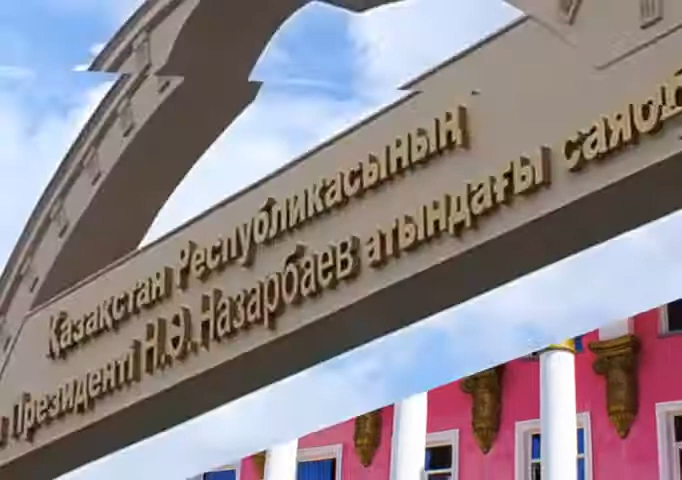 Қазақстан Республикасының
Президенті Н.Ә.Назарбаев атындағы